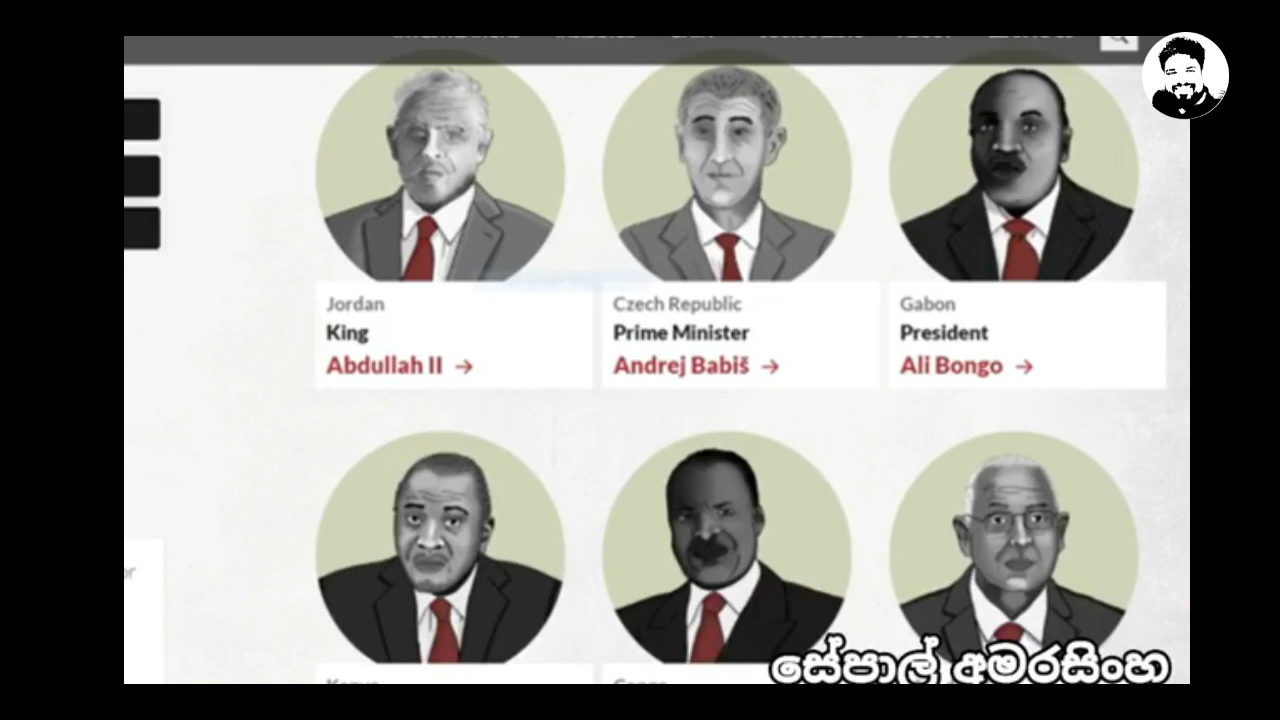 Jordan
King
Abdullah II →
Czech Republic
Prime Minister
Andrej Babiš →
Gabon
President
Ali Bongo →
සේපාල් අමරසිංහ